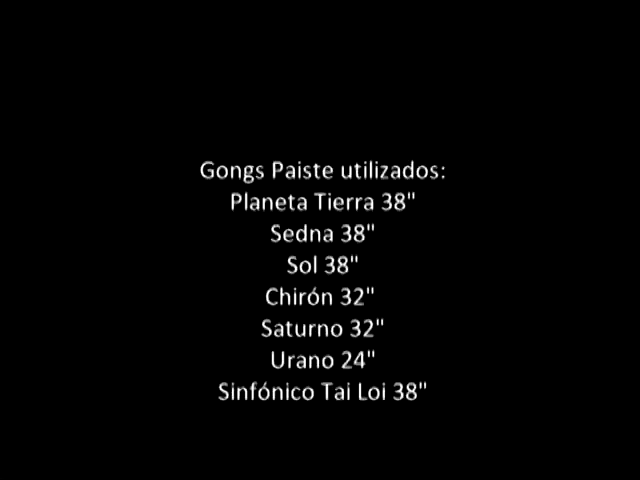 Gongs Paiste utilizados:
Planeta Tierra 38"
Sedna 38"
Sol 38"
Chirón 32"
Saturno 32"
Urano 24"
Sinfónico Tai Loi 38"